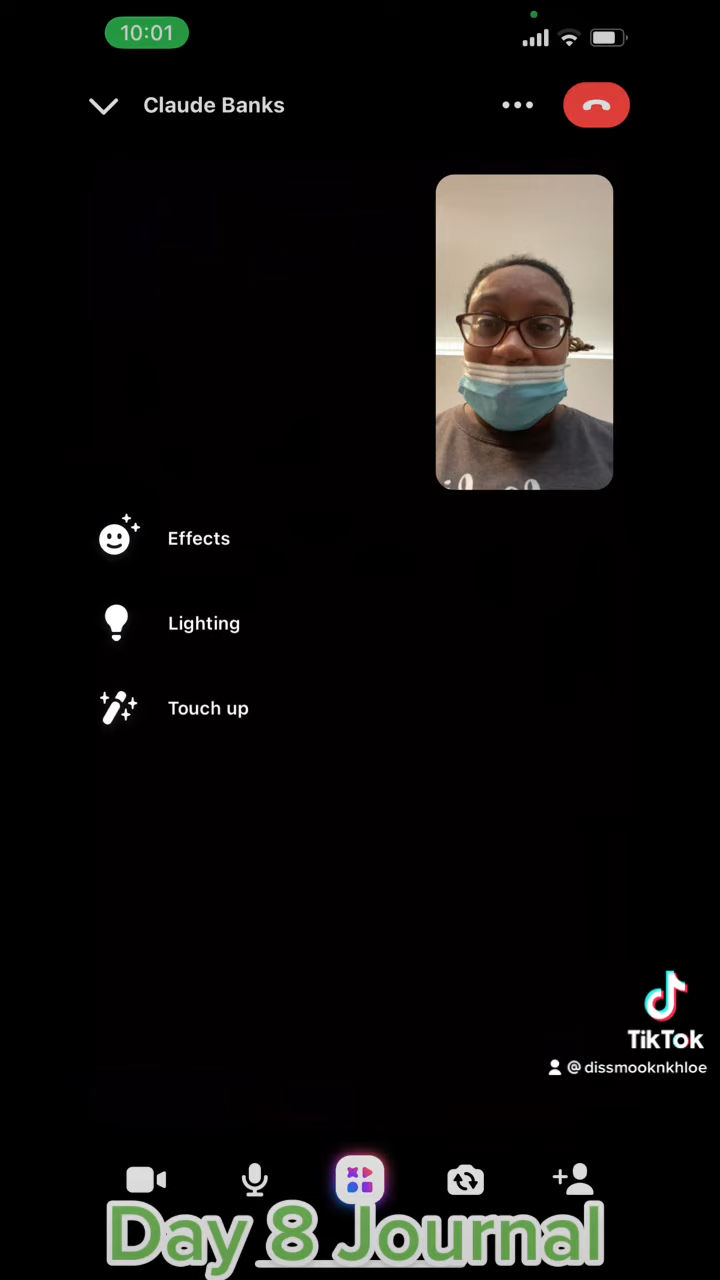 10:01
Claude Banks
Effects
Lighting
Touch up
TikTok
@dissmooknkhloe
Day 8 Journal